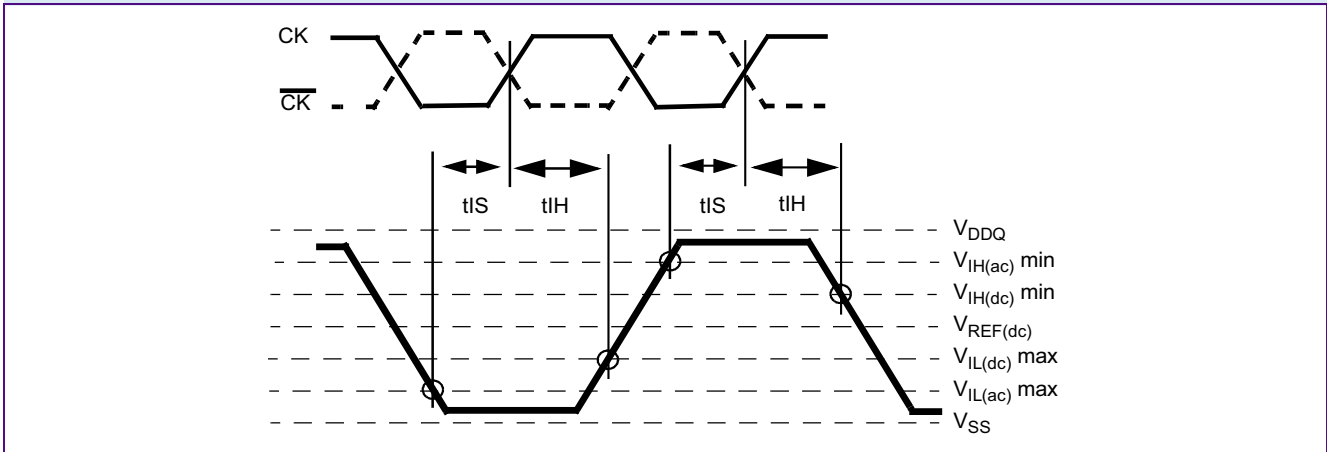 CK
CK
tIS tIH tIS tIH
VDDQ
VIH(ac) min
VIH(dc) min
VREF(dc)
VIL(dc) max
VIL(ac) max
VSS